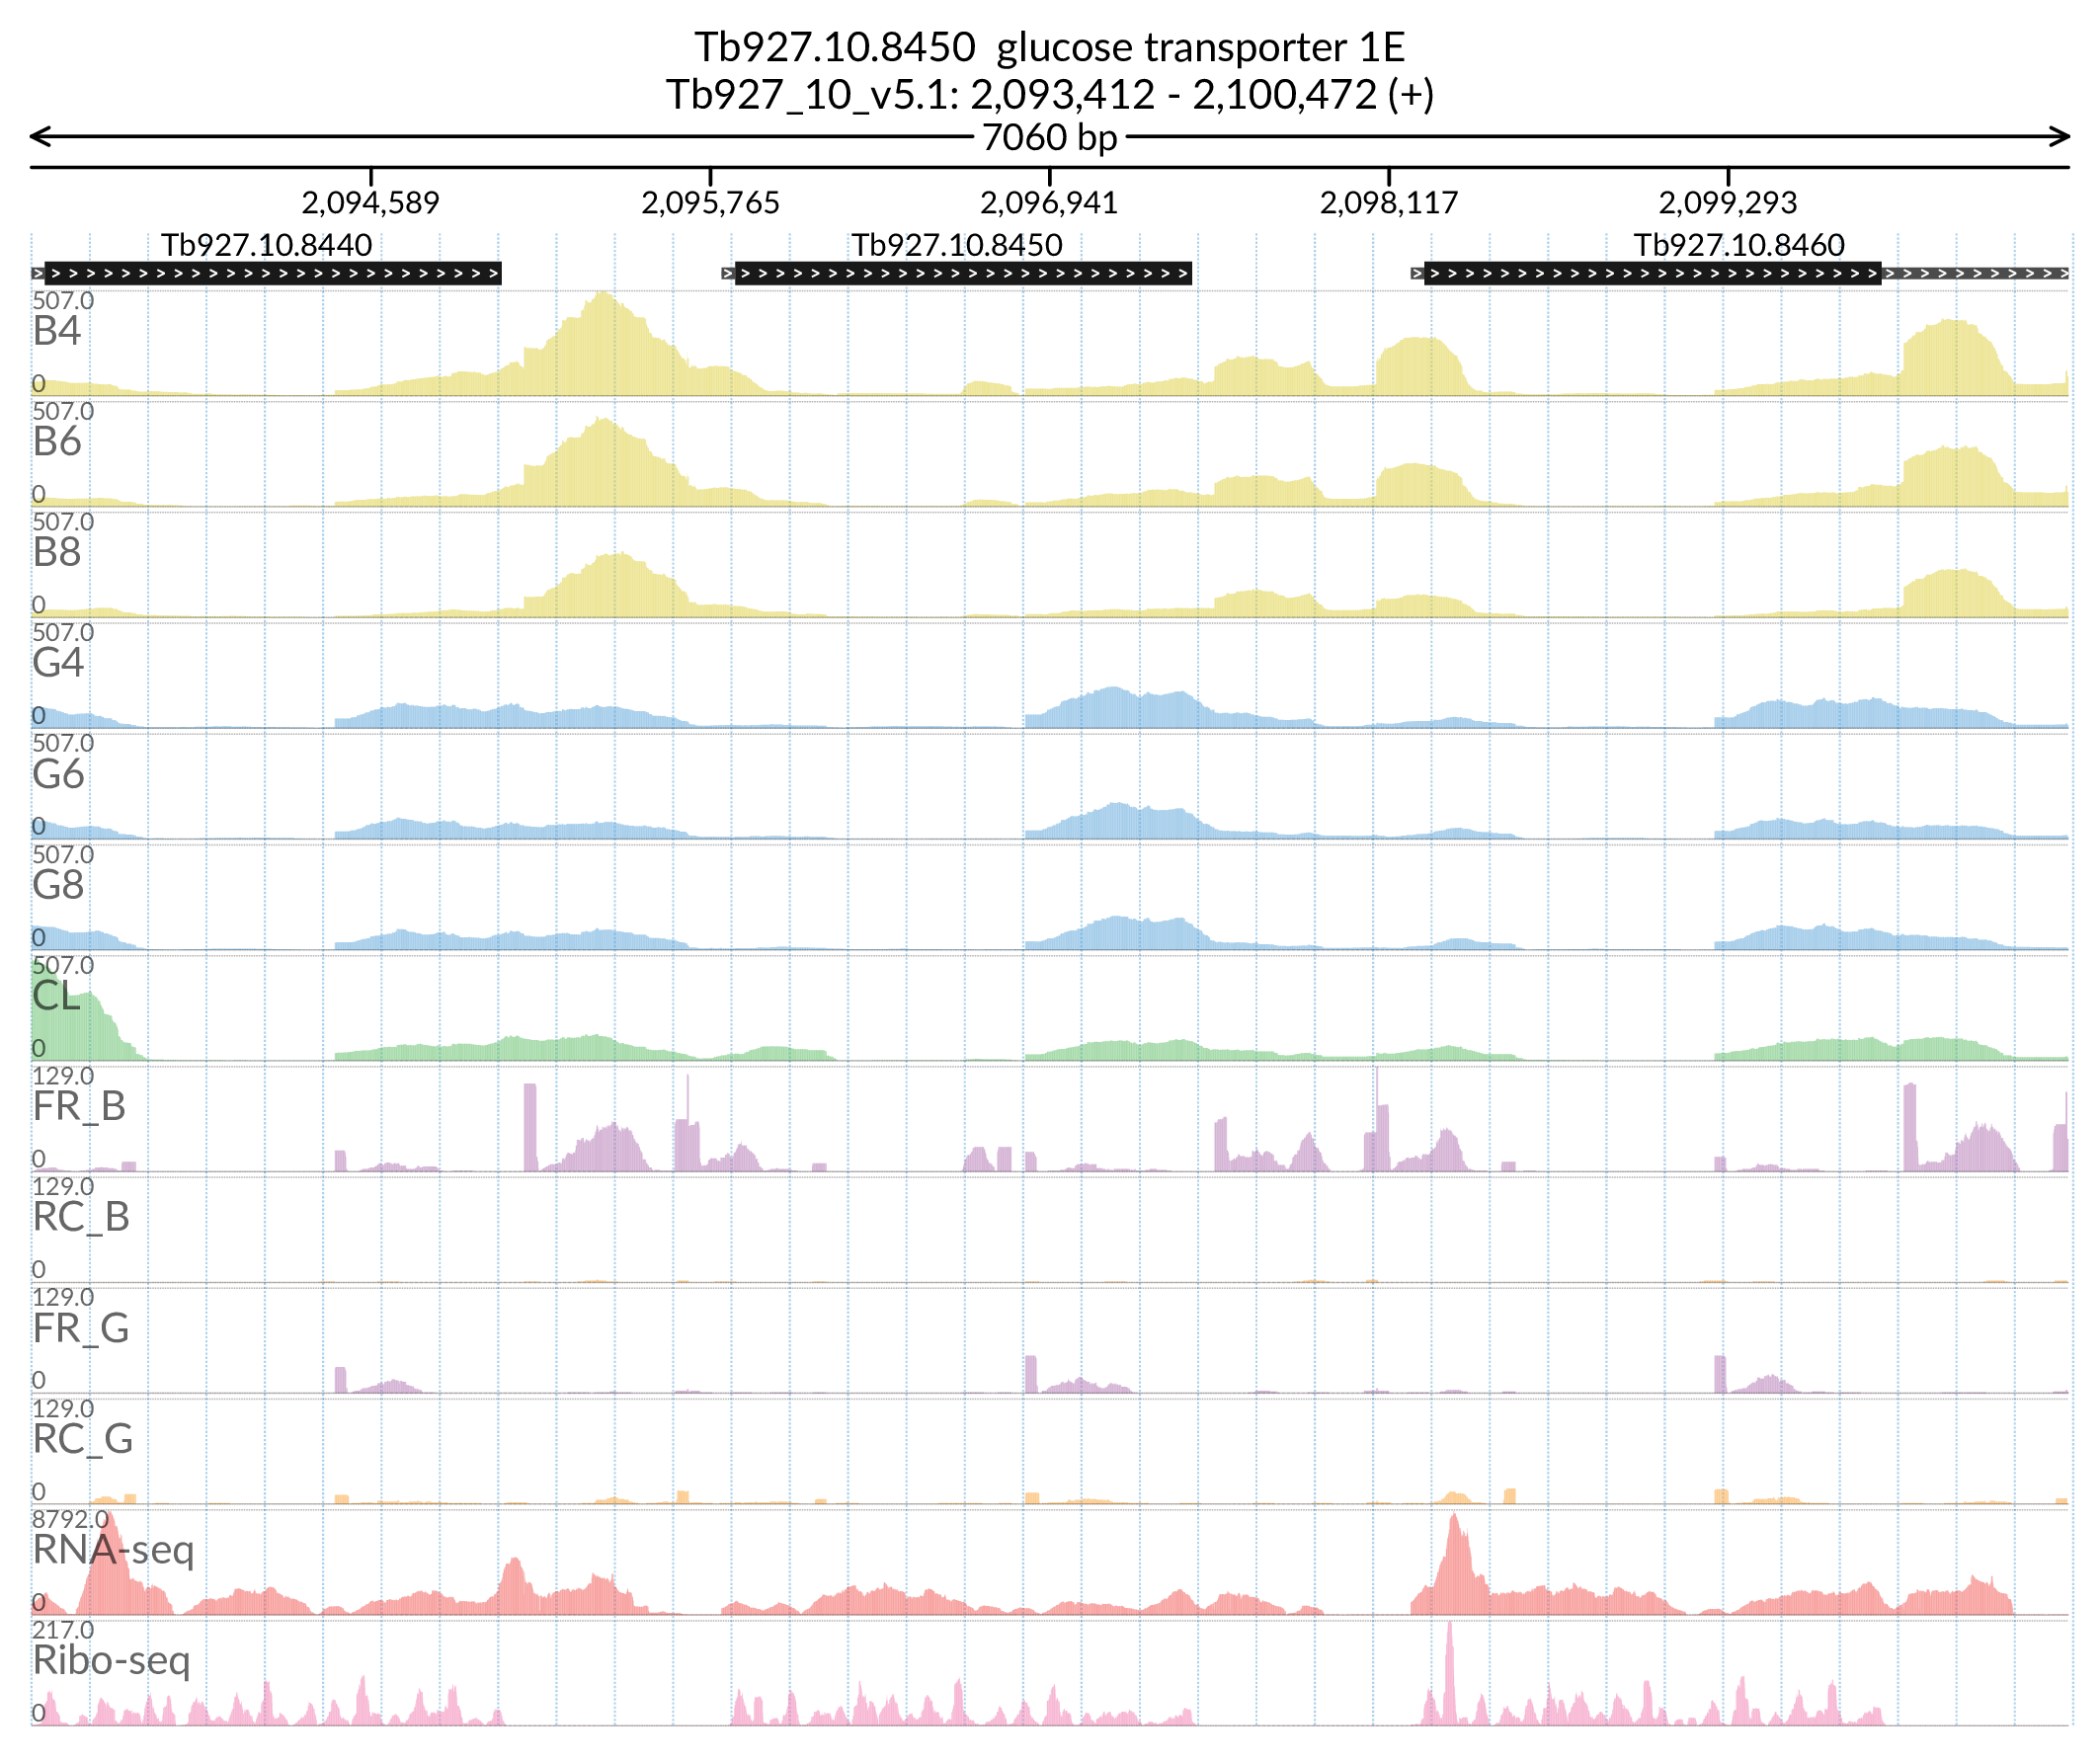 Tb927.10.8450 glucose transporter 1E
Tb927_10_v5.1: 2,093,412 - 2,100,472 (+)
7060 bp
2,094,589 2,095,765 2,096,941 2,098,117 2,099,293
Tb927.10.8440 Tb927.10.8450 Tb927.10.8460
507.0
B4
0
507.0
B6
0
507.0
B8
0
507.0
G4
0
507.0
G6
0
507.0
G8
0
507.0
CL
0
129.0
FR_B
0
129.0
RC_B
0
129.0
FR_G
0
129.0
RC_G
0
8792.0
RNA-seq
0
217.0
Ribo-seq
0